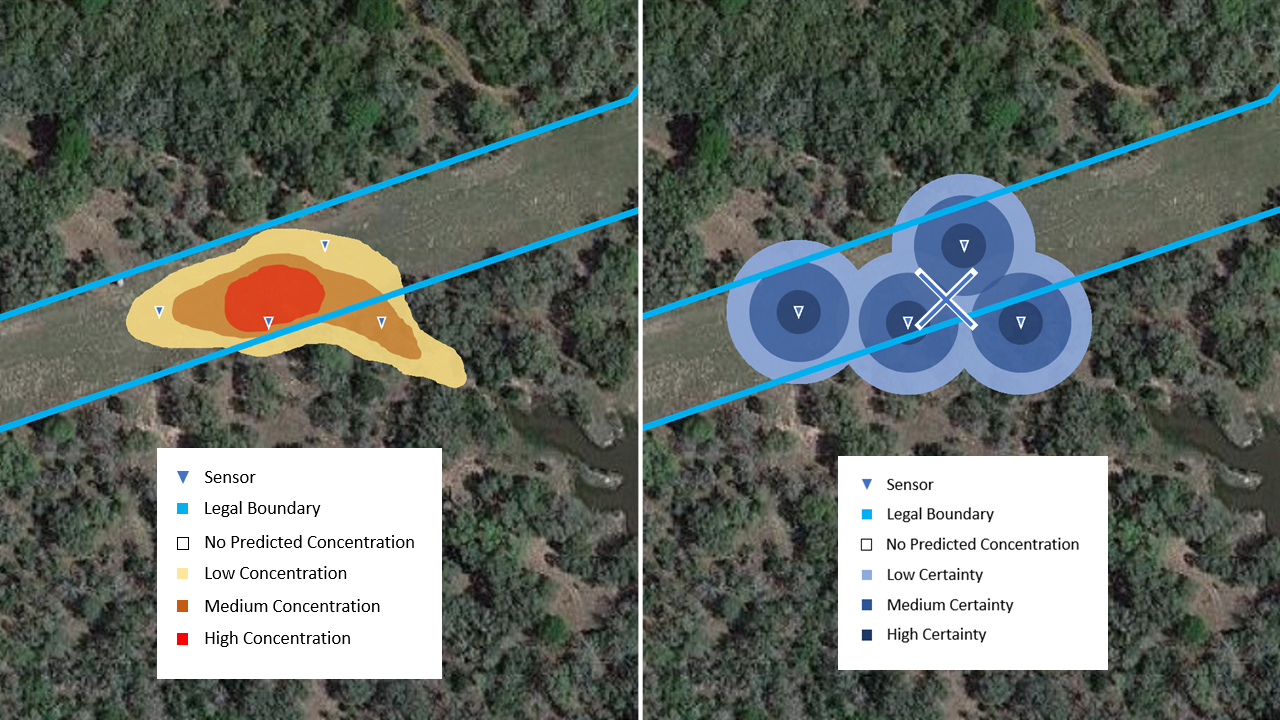 Sensor
Legal Boundary
No Predicted Concentration
Low Concentration
Medium Concentration
High Concentration
Sensor
Legal Boundary
No Predicted Concentration
Low Certainty
Medium Certainty
High Certainty